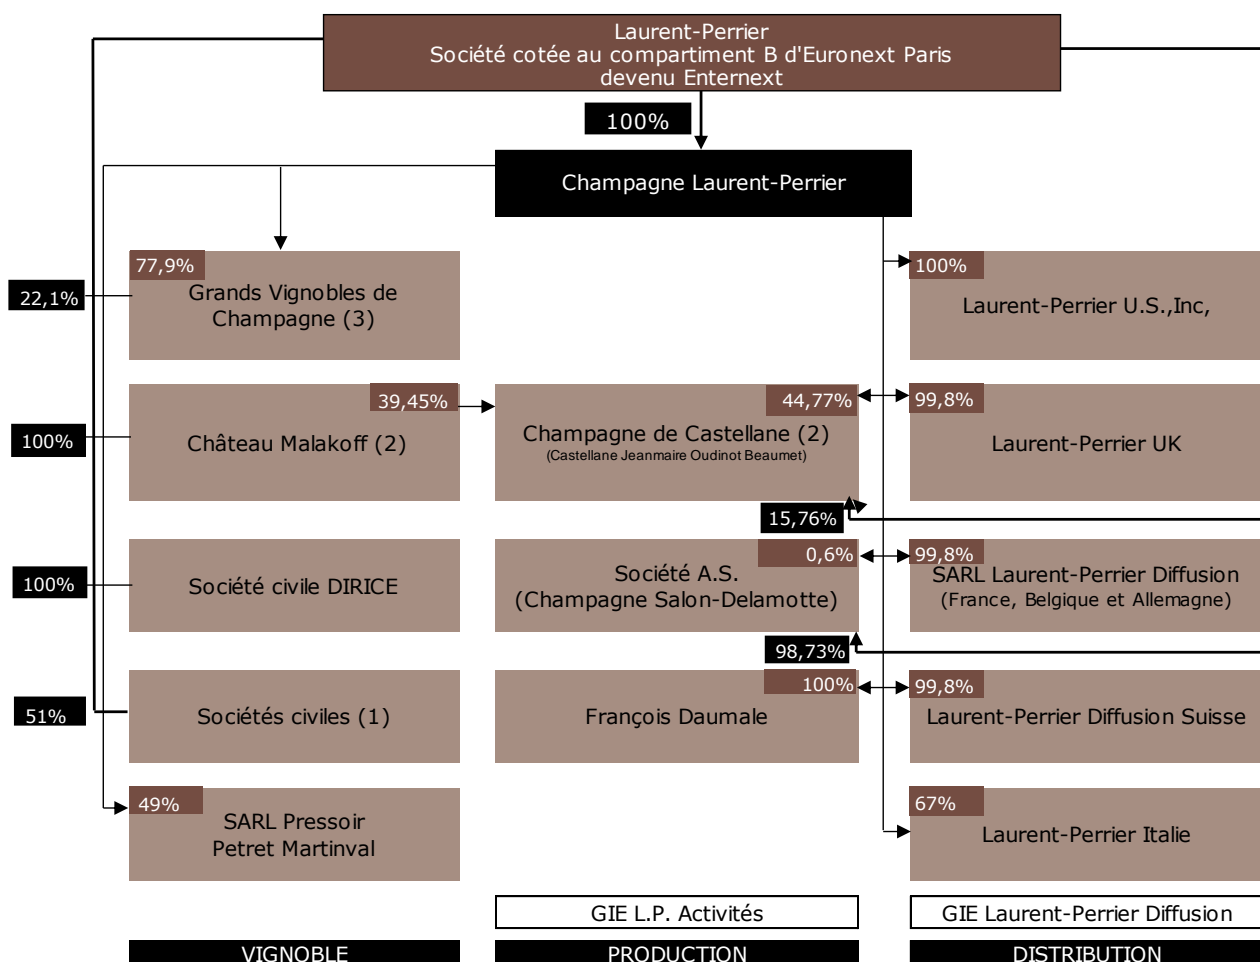 Laurent-Perrier
Société cotée au compartiment B d'Euronext Paris
devenu Enternext
100%
Champagne Laurent-Perrier
77,9%
22,1%
Grands Vignobles de
Champagne (3)
100%
Laurent-Perrier U.S.,Inc,
39,45%
100%
Château Malakoff (2)
44,77%
Champagne de Castellane (2)
(Castellane Jeanmaire Oudinot Beaumet)
99,8%
Laurent-Perrier UK
15,76%
100%
Société civile DIRICE
0,6%
Société A.S.
(Champagne Salon-Delamotte)
99,8%
SARL Laurent-Perrier Diffusion
(France, Belgique et Allemagne)
98,73%
51%
Sociétés civiles (1)
100%
François Daumale
99,8%
Laurent-Perrier Diffusion Suisse
49%
SARL Pressoir
Petret Martinval
67%
Laurent-Perrier Italie
GIE L.P. Activités
GIE Laurent-Perrier Diffusion
VIGNOBLE
PRODUCTION
DISTRIBUTION